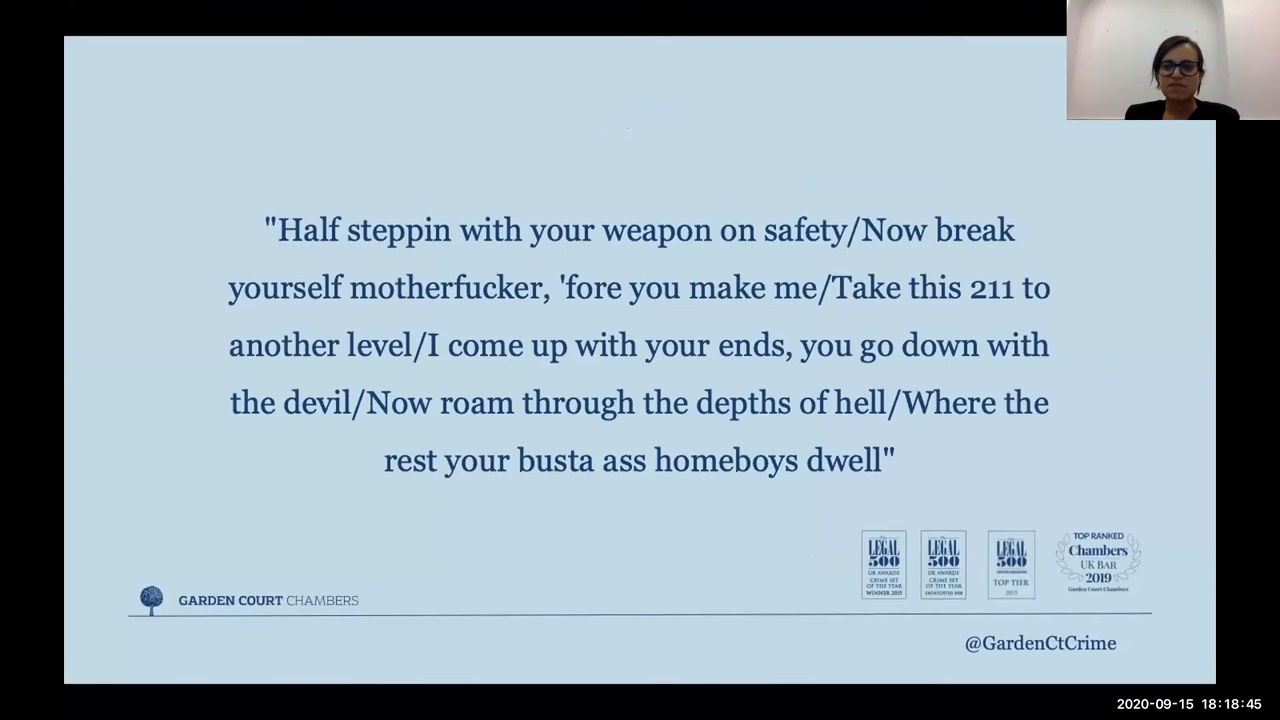 "Half steppin with your weapon on safety/Now break
yourself motherfucker, 'fore you make me/Take this 211 to
another level/I come up with your ends, you go down with
the devil/Now roam through the depths of hell/Where the
rest your busta ass homeboys dwell"
LEGAL
500
UK AWARDS
CRIME SET
OF THE YEAR
WINNER 2015
LEGAL
500
UK AWARDS
CRIME SET
OF THE YEAR
SHORTLISTED 2018
LEGAL
500
TOP TIER
2019
TOP RANKED
Chambers
UK BAR
2019
Garden Court Chambers
GARDEN COURT CHAMBERS
@GardenCtCrime
2020-09-15 18:18:45